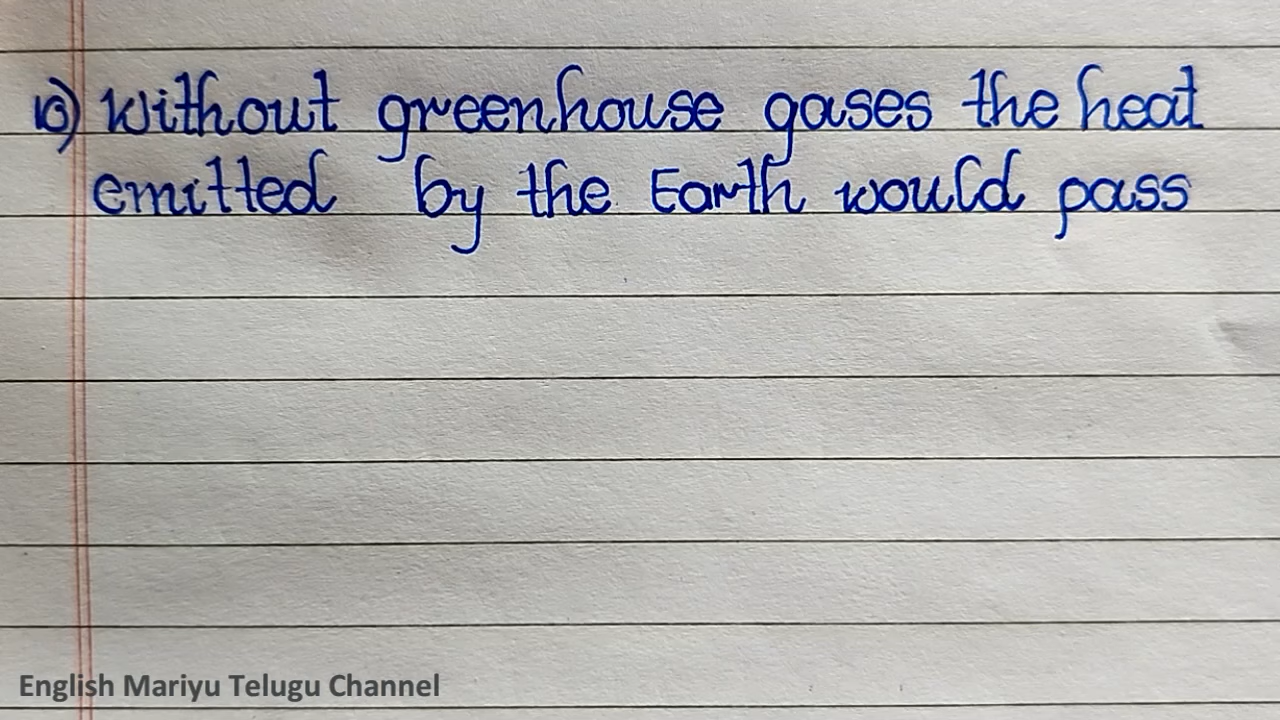 10) Without greenhouse gases the heat
emitted by the Earth would pass
English Mariyu Telugu Channel